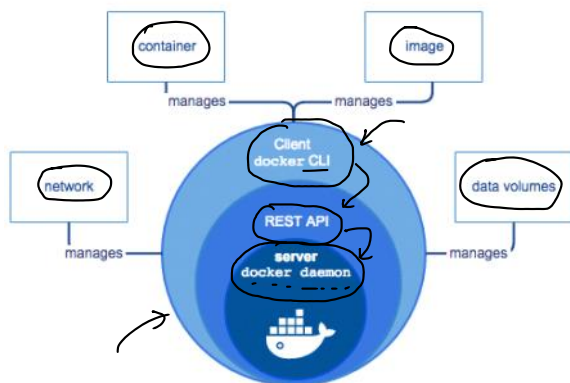 container
image
manages
manages
Client
docker CLI
network
data volumes
REST API
server
docker daemon
manages
manages